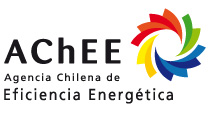 AChEE
Agencia Chilena de
Eficiencia Energética